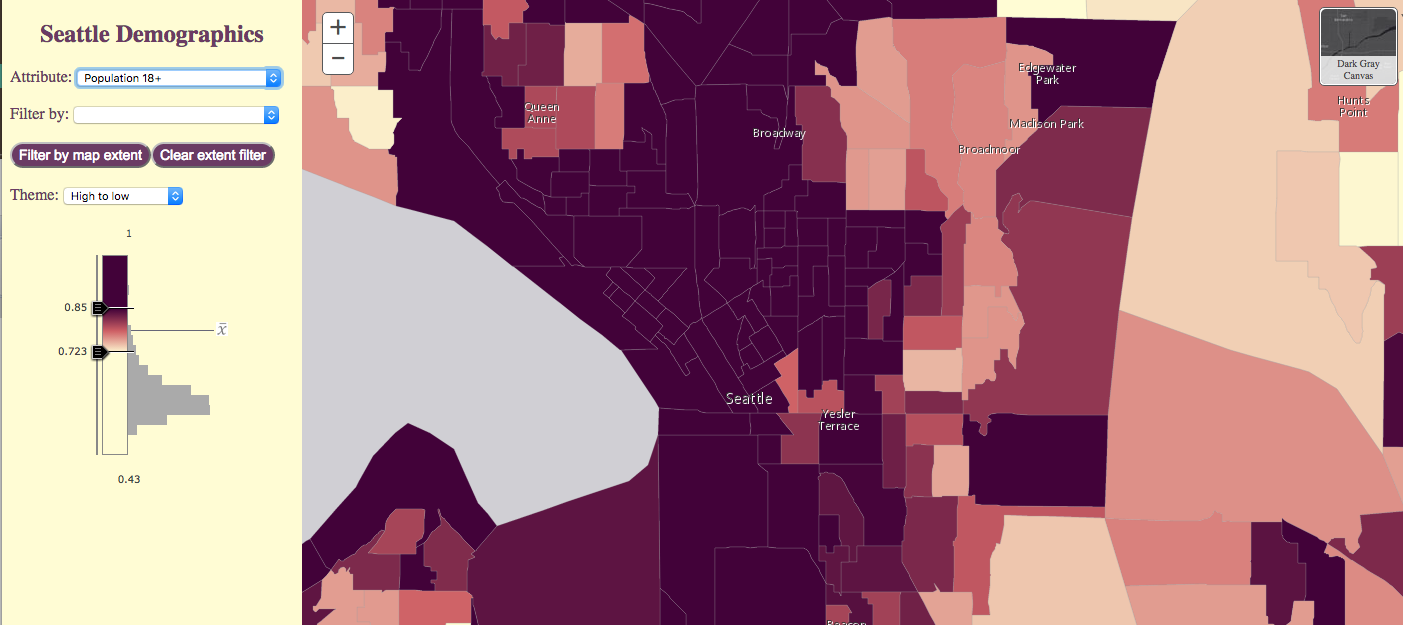 Seattle Demographics
Attribute: Population 18+
Filter by:
Filter by map extent Clear extent filter
Theme: High to low
1
0.85
x̄
0.723
0.43
+
−
Queen
Anne
Broadway
Edgewater
Park
Madison Park
Broadmoor
Hunts
Point
Dark Gray
Canvas
Seattle
Yesler
Terrace
Beacon